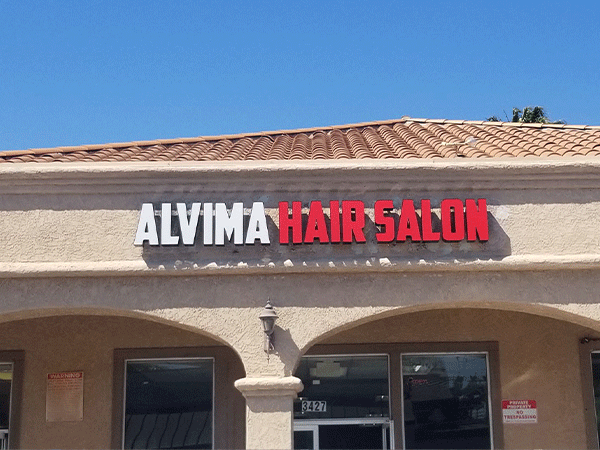 ALVIMA HAIR SALON
WARNING
3427
PRIVATE
PROPERTY
NO
TRESPASSING